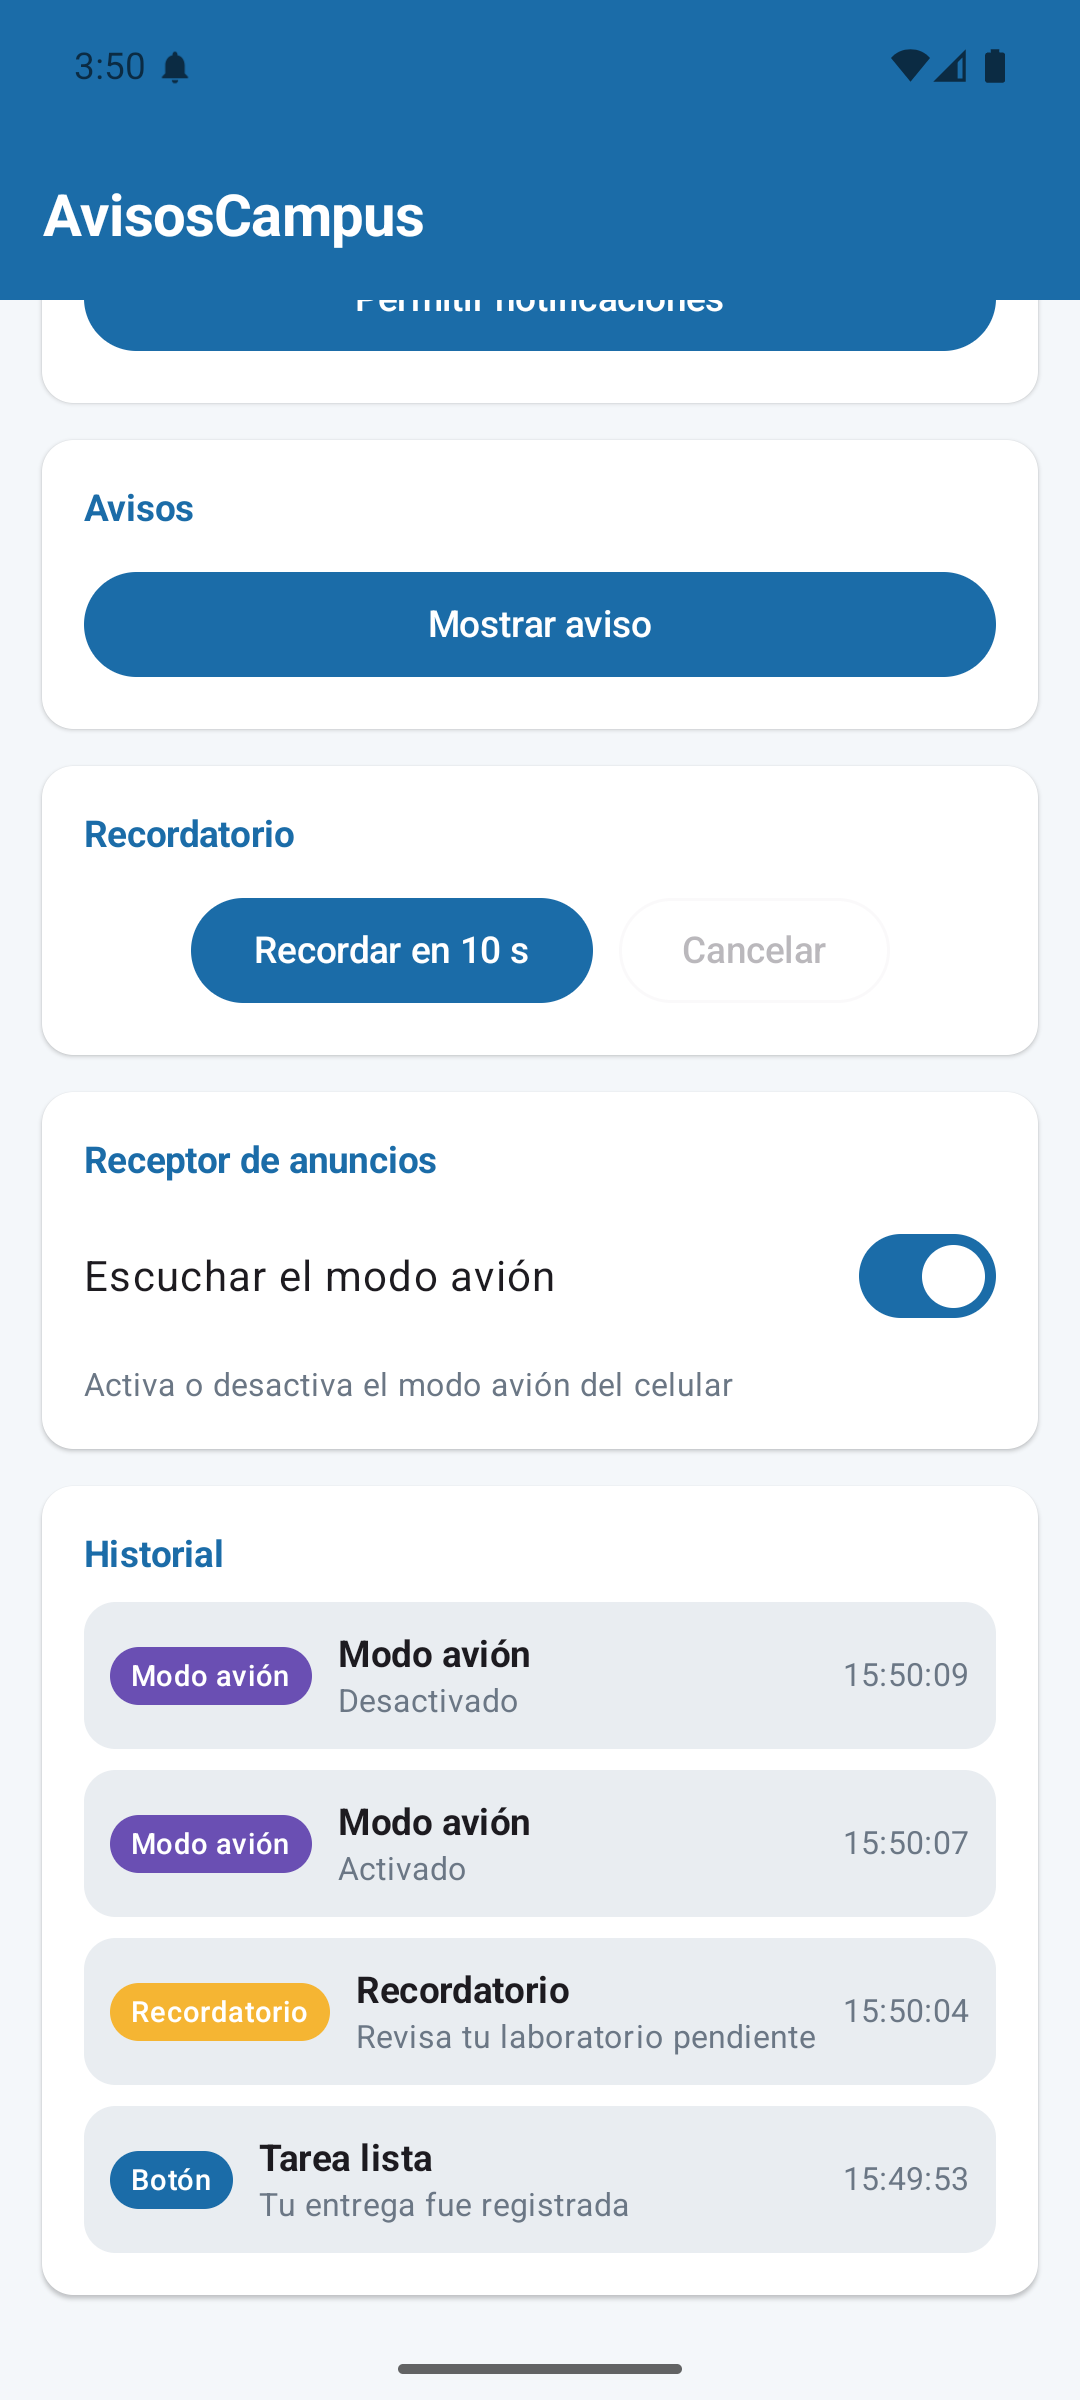 3:50
AvisosCampus
Permitir notificaciones
Avisos
Mostrar aviso
Recordatorio
Recordar en 10 s
Cancelar
Receptor de anuncios
Escuchar el modo avión
Activa o desactiva el modo avión del celular
Historial
Modo avión
Modo avión
Desactivado
15:50:09
Modo avión
Modo avión
Activado
15:50:07
Recordatorio
Recordatorio
Revisa tu laboratorio pendiente
15:50:04
Botón
Tarea lista
Tu entrega fue registrada
15:49:53